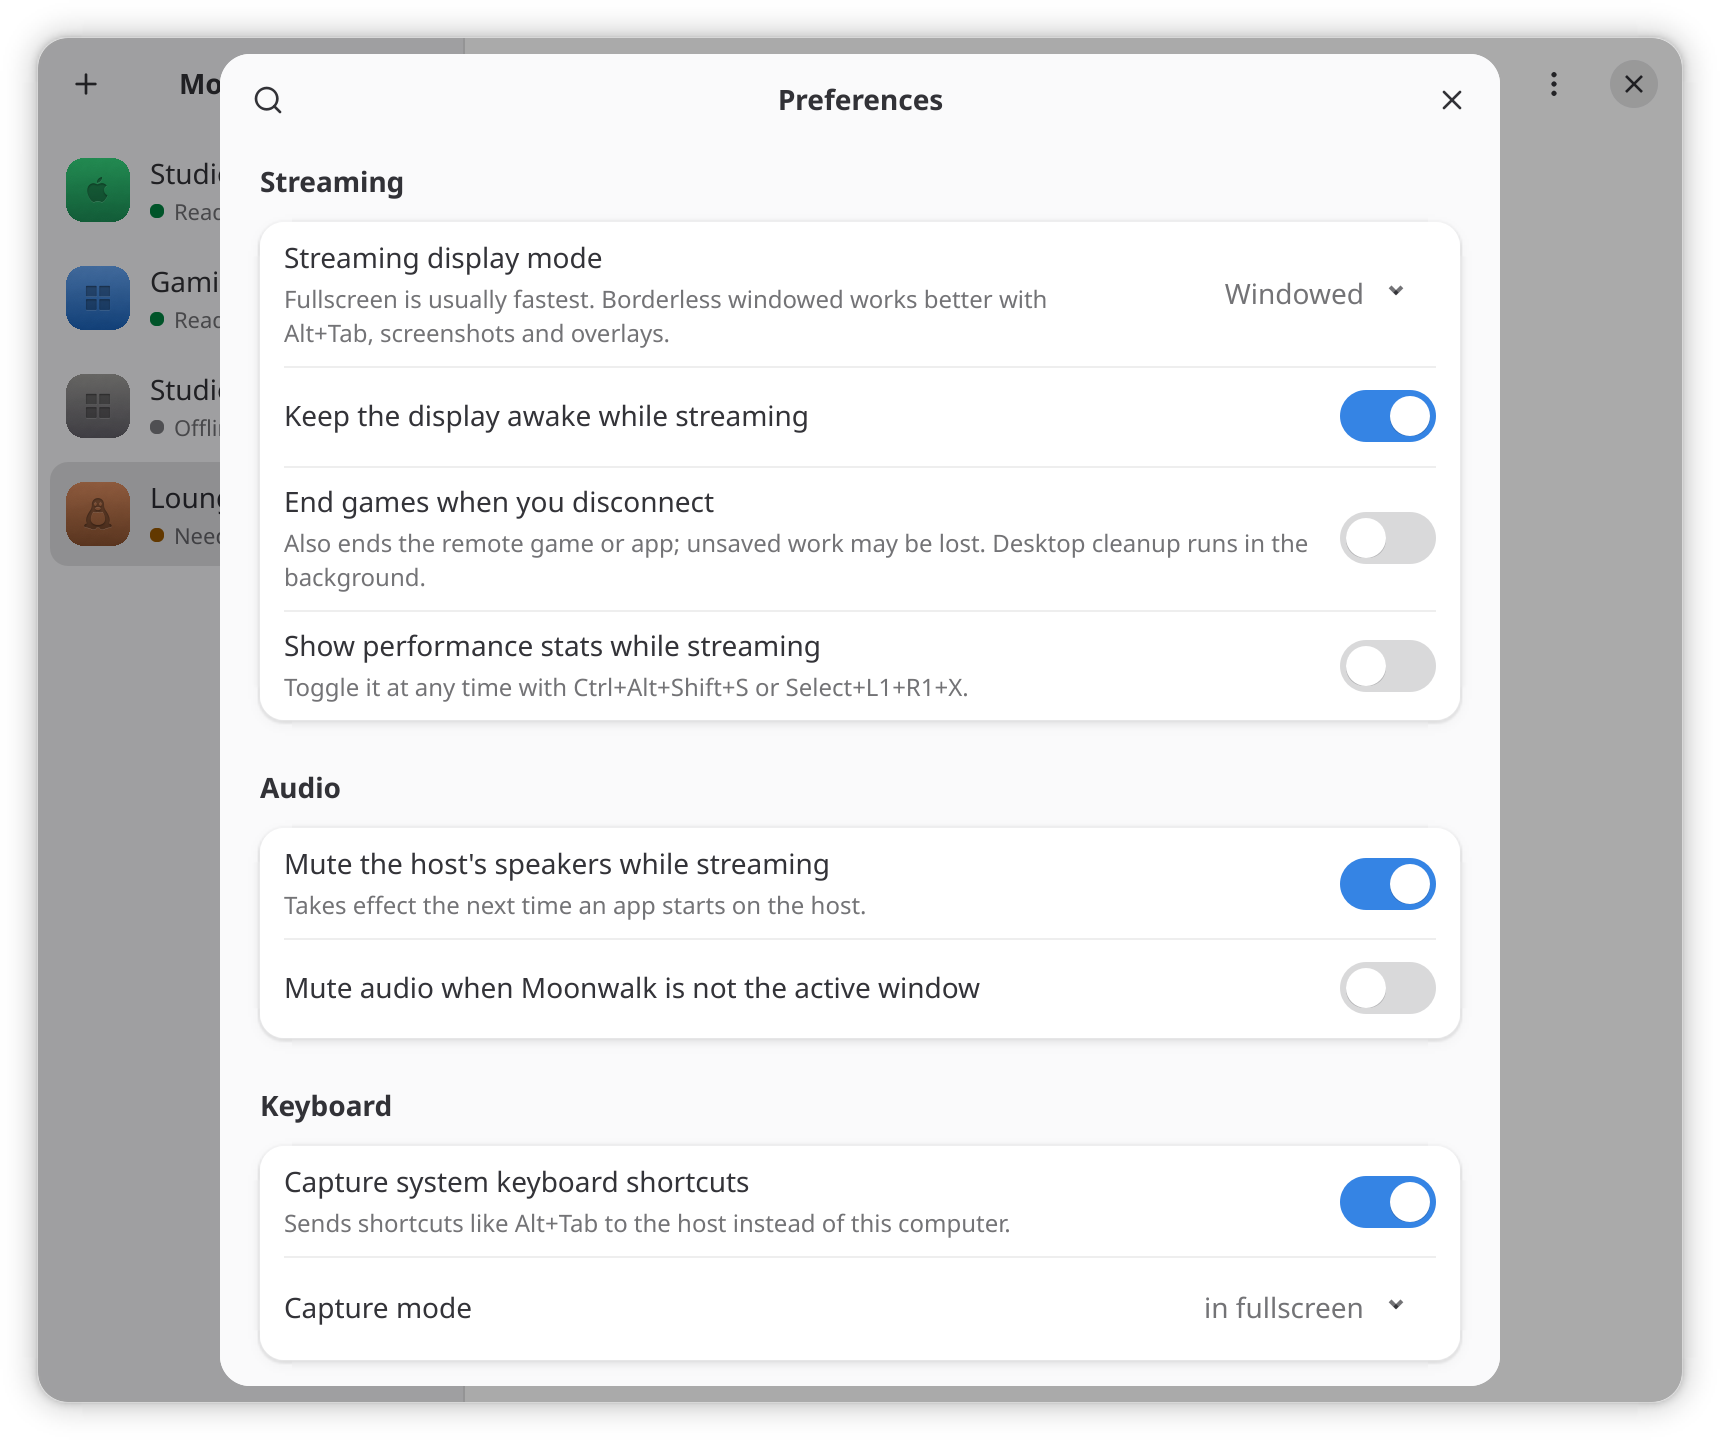 Preferences
Streaming
Streaming display mode
Fullscreen is usually fastest. Borderless windowed works better with
Alt+Tab, screenshots and overlays.
Windowed
Keep the display awake while streaming
End games when you disconnect
Also ends the remote game or app; unsaved work may be lost. Desktop cleanup runs in the
background.
Show performance stats while streaming
Toggle it at any time with Ctrl+Alt+Shift+S or Select+L1+R1+X.
Audio
Mute the host's speakers while streaming
Takes effect the next time an app starts on the host.
Mute audio when Moonwalk is not the active window
Keyboard
Capture system keyboard shortcuts
Sends shortcuts like Alt+Tab to the host instead of this computer.
Capture mode
in fullscreen